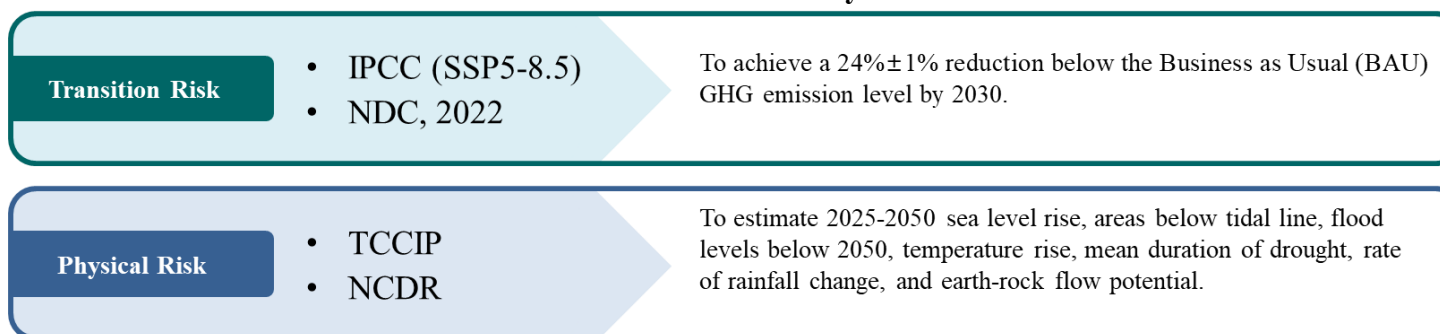 Transition Risk
• IPCC (SSP5-8.5)
• NDC, 2022
To achieve a 24%±1% reduction below the Business as Usual (BAU)
GHG emission level by 2030.
Physical Risk
• TCCIP
• NCDR
To estimate 2025-2050 sea level rise, areas below tidal line, flood
levels below 2050, temperature rise, mean duration of drought, rate
of rainfall change, and earth-rock flow potential.